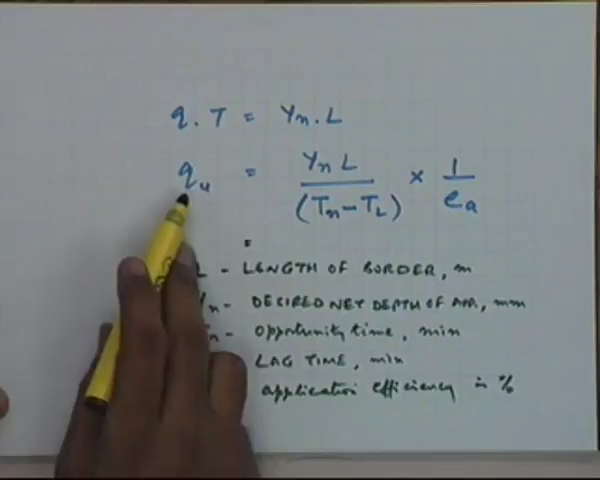 q. T = Yn. L
qu = Yn L / (Tn - TL) × 1 / ea
L - LENGTH OF BORDER, m
Yn - DESIRED NET DEPTH OF APP, mm
n - opportunity time, min
LAG TIME, min
application efficiency in %